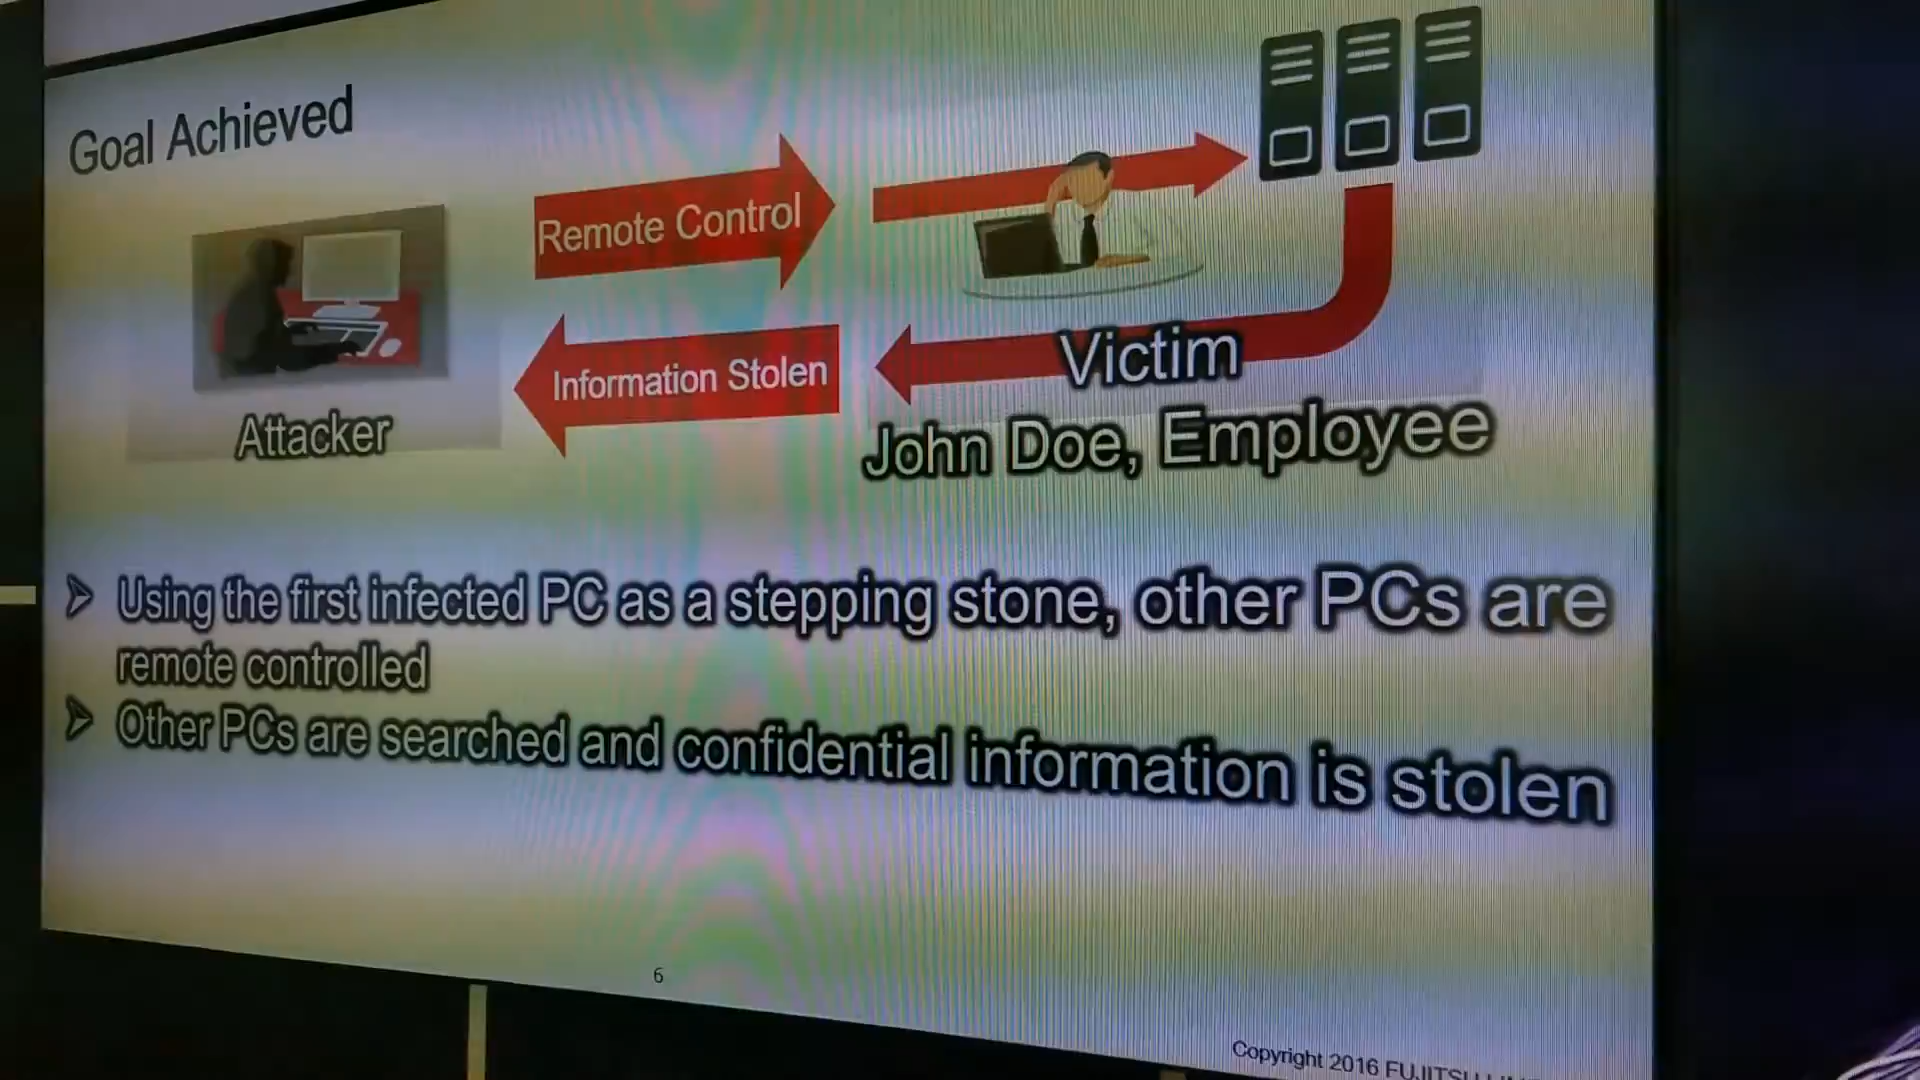 Goal Achieved
Remote Control
Information Stolen
Attacker
Victim
John Doe, Employee
Using the first infected PC as a stepping stone, other PCs are
remote controlled
Other PCs are searched and confidential information is stolen
6
Copyright 2016 FUJITSU